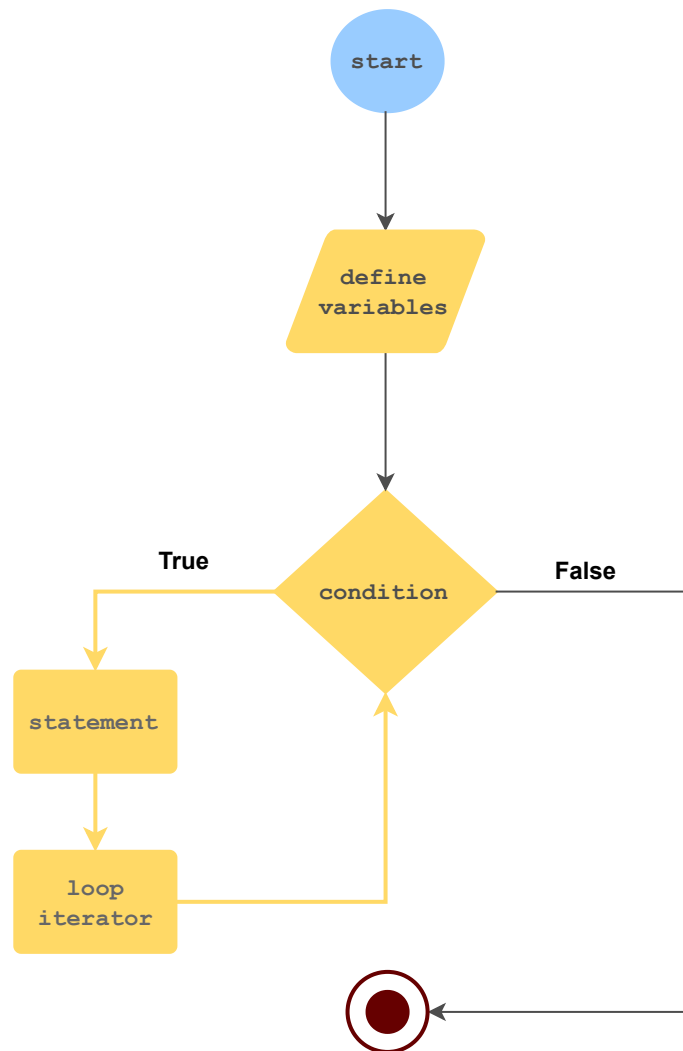 start
define
variables
True
condition
False
statement
loop
iterator